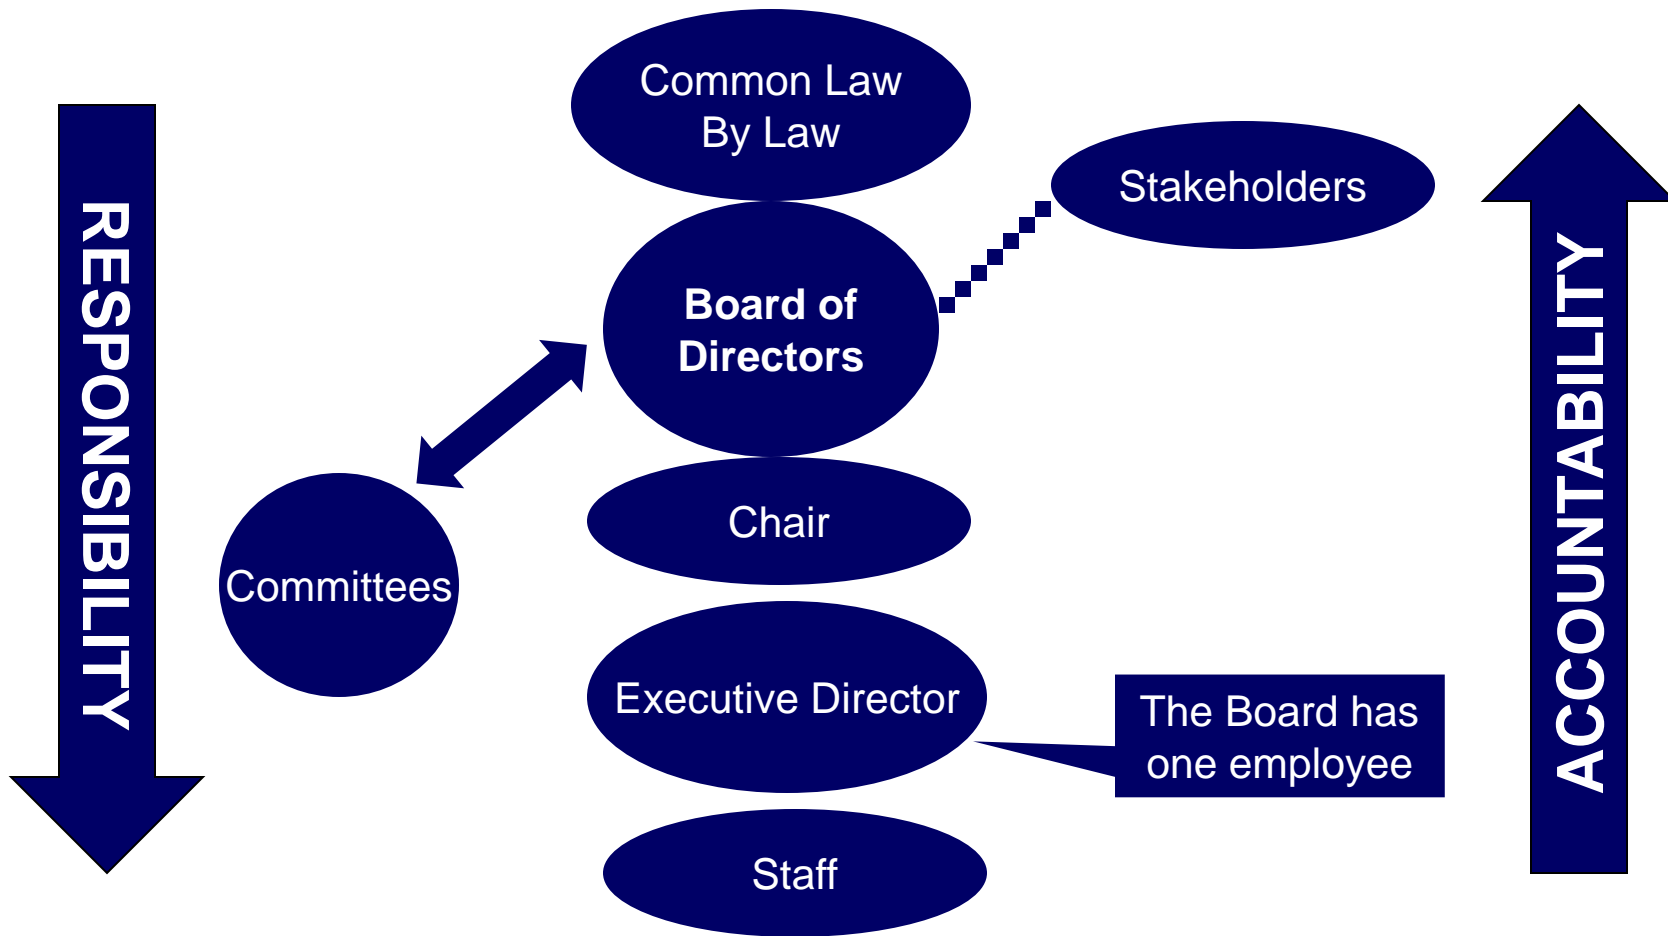 Common Law
By Law
Stakeholders
RESPONSIBILITY
Board of
Directors
ACCOUNTABILITY
Chair
Committees
Executive Director
The Board has
one employee
Staff